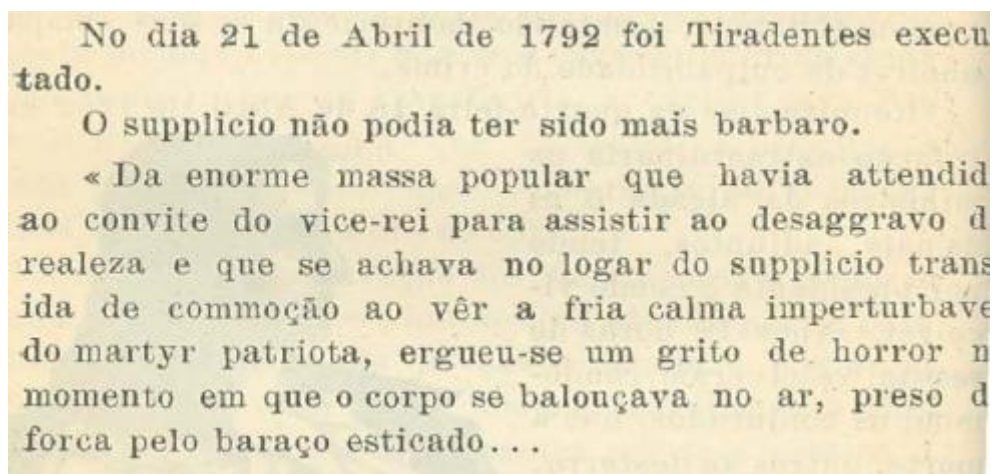 No dia 21 de Abril de 1792 foi Tiradentes execu
tado.
O supplicio não podia ter sido mais barbaro.
« Da enorme massa popular que havia attendid
ao convite do vice-rei para assistir ao desaggravo d
realeza e que se achava no logar do supplicio trans
ida de commoção ao vêr a fria calma imperturbave
do martyr patriota, ergueu-se um grito de horror n
momento em que o corpo se balouçava no ar, preso d
forca pelo baraço esticado...